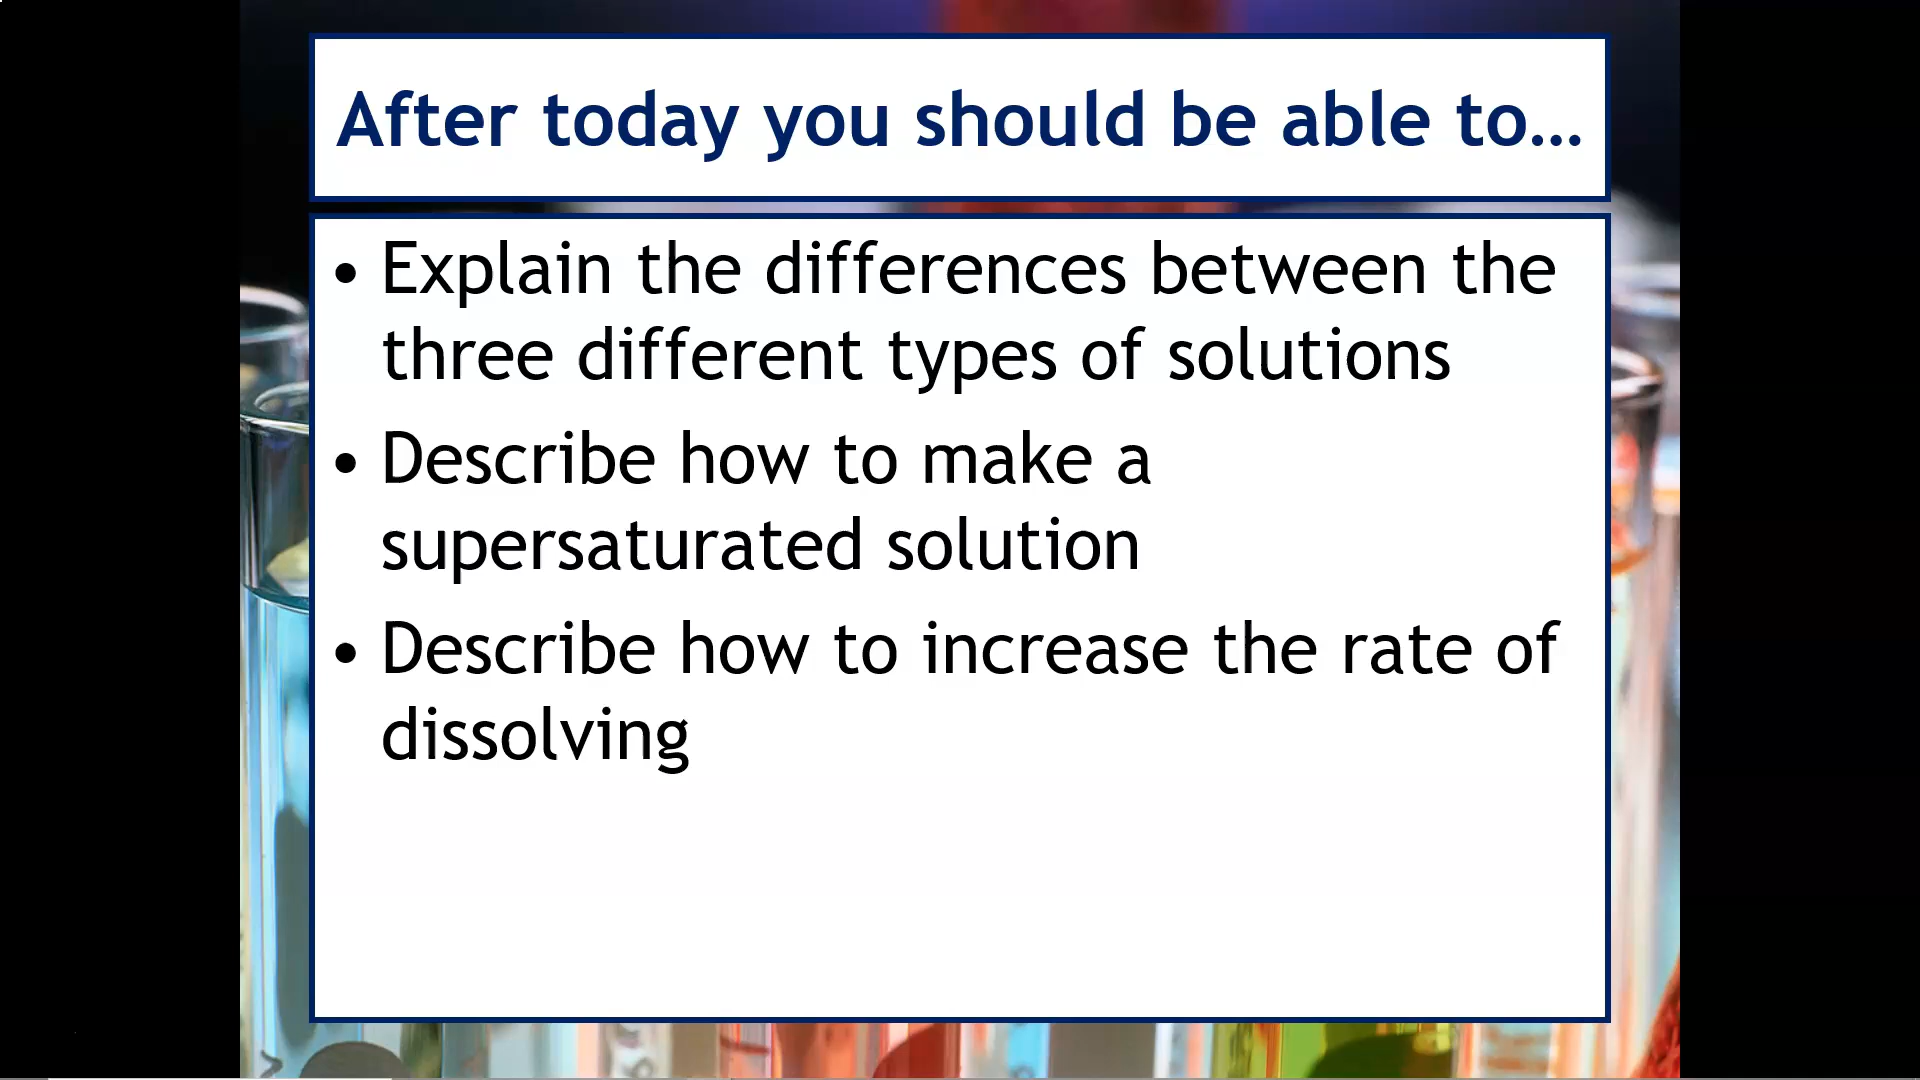 After today you should be able to…
• Explain the differences between the
three different types of solutions
• Describe how to make a
supersaturated solution
• Describe how to increase the rate of
dissolving